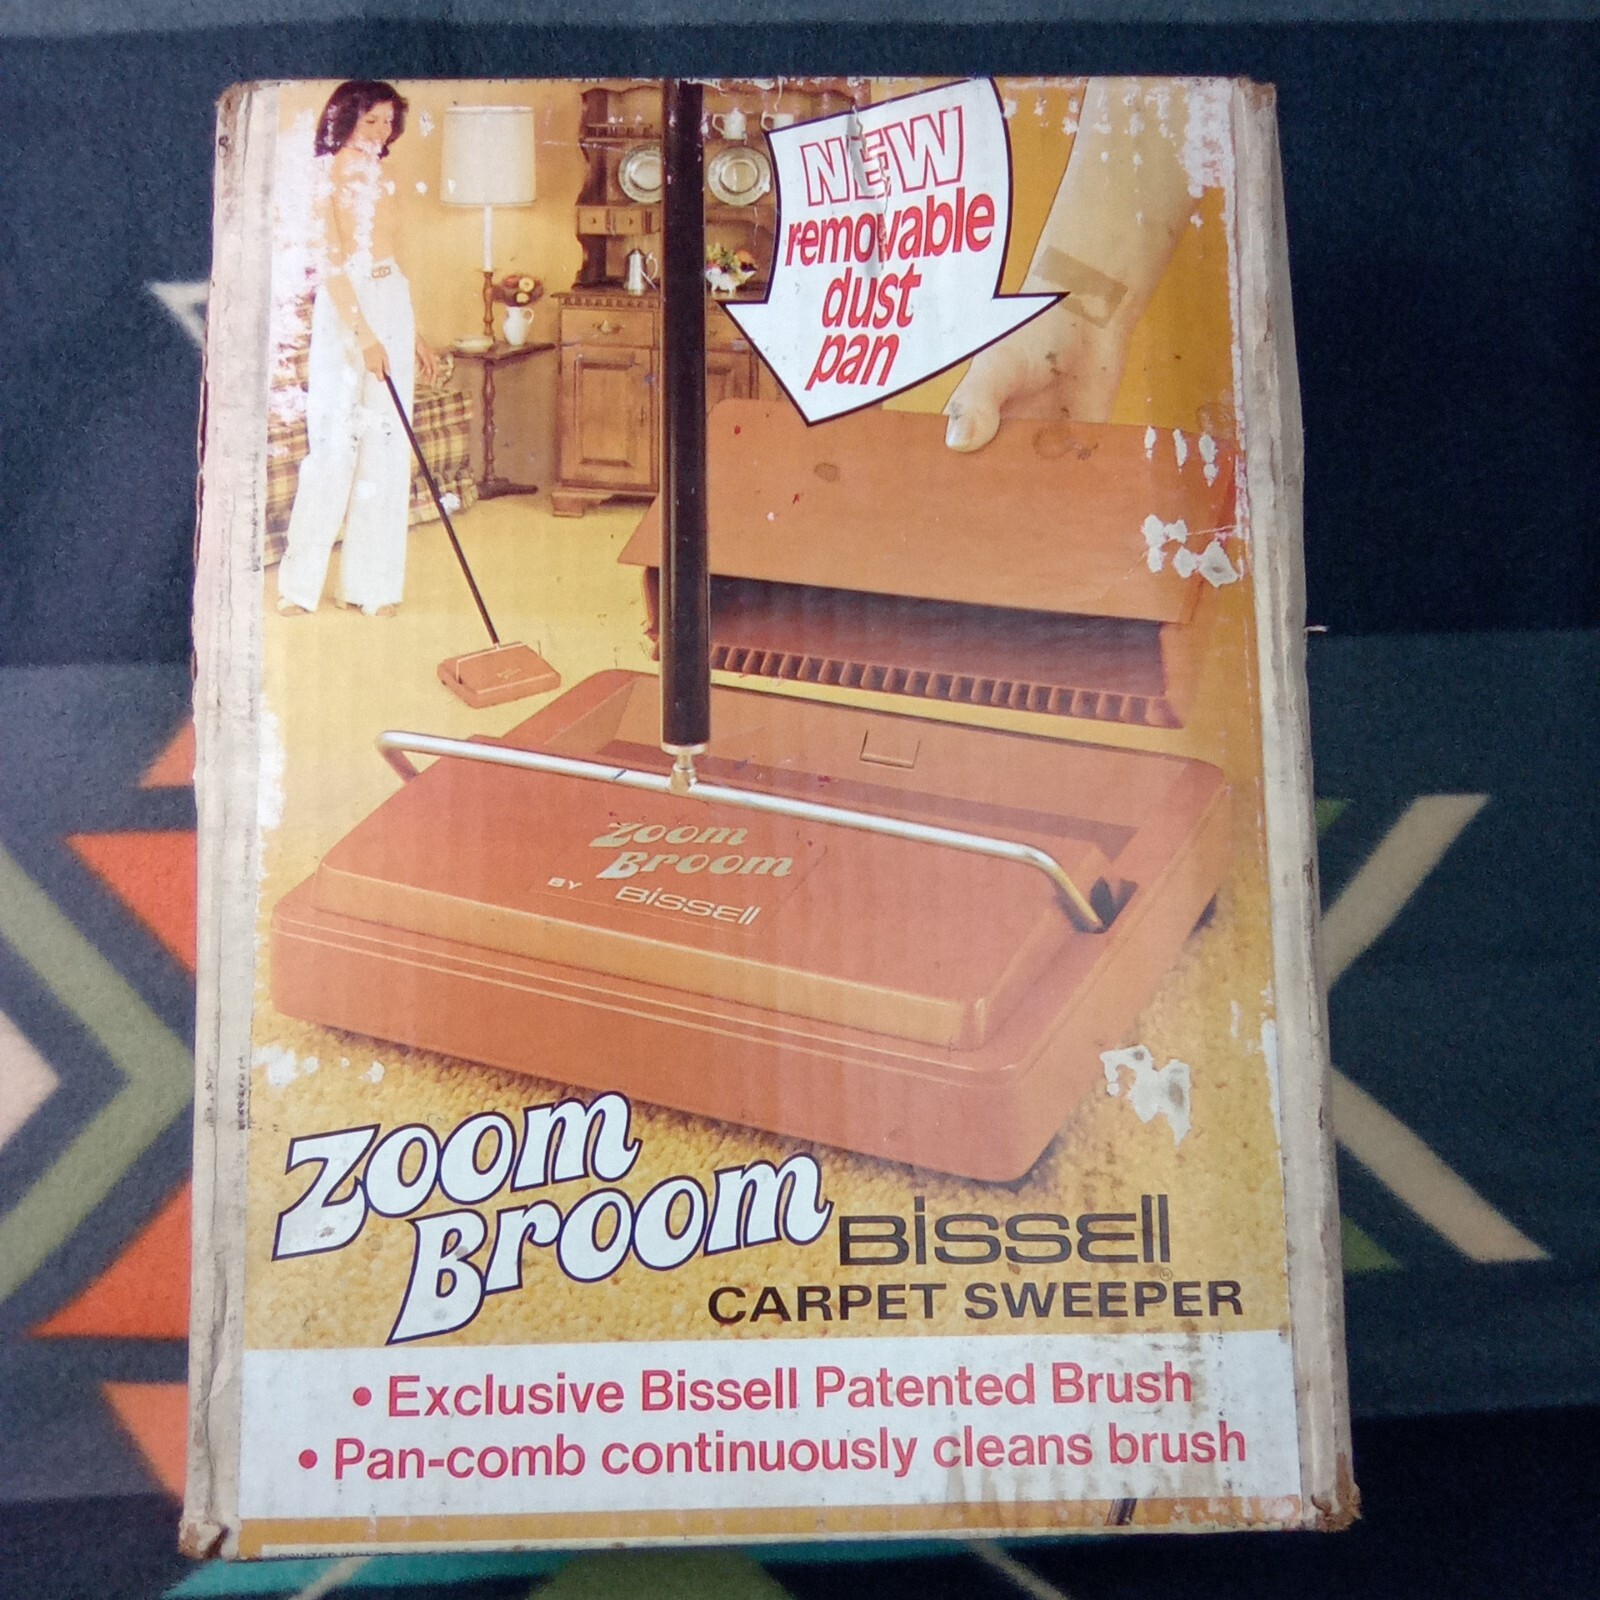 NEW
removable
dust
pan
Zoom
Broom
BY Bissell
Zoom
Broom
Bissell®
CARPET SWEEPER
• Exclusive Bissell Patented Brush
• Pan-comb continuously cleans brush